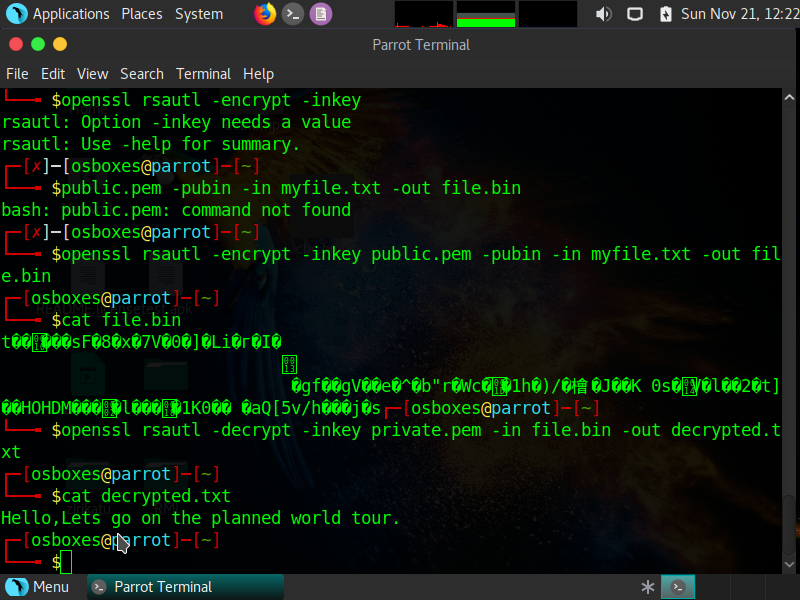 Applications Places System
Sun Nov 21, 12:22
Parrot Terminal
File Edit View Search Terminal Help
└──╼ $openssl rsautl -encrypt -inkey
rsautl: Option -inkey needs a value
rsautl: Use -help for summary.
┌─[✗]─[osboxes@parrot]─[~]
└──╼ $public.pem -pubin -in myfile.txt -out file.bin
bash: public.pem: command not found
┌─[✗]─[osboxes@parrot]─[~]
└──╼ $openssl rsautl -encrypt -inkey public.pem -pubin -in myfile.txt -out fil
e.bin
┌─[osboxes@parrot]─[~]
└──╼ $cat file.bin
┌─[osboxes@parrot]─[~]
└──╼ $openssl rsautl -decrypt -inkey private.pem -in file.bin -out decrypted.t
xt
┌─[osboxes@parrot]─[~]
└──╼ $cat decrypted.txt
Hello,Lets go on the planned world tour.
┌─[osboxes@parrot]─[~]
└──╼ $
Menu Parrot Terminal